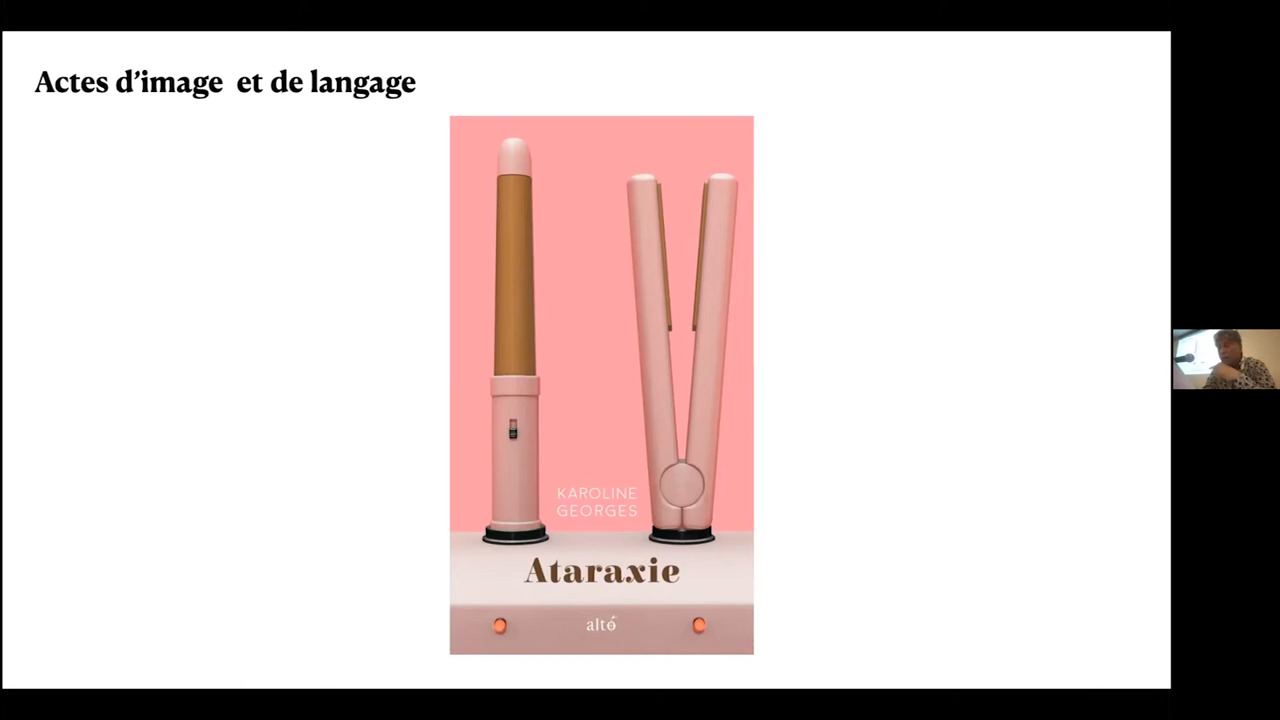 Actes d’image  et de langage
KAROLINE
GEORGES
Ataraxie
alto